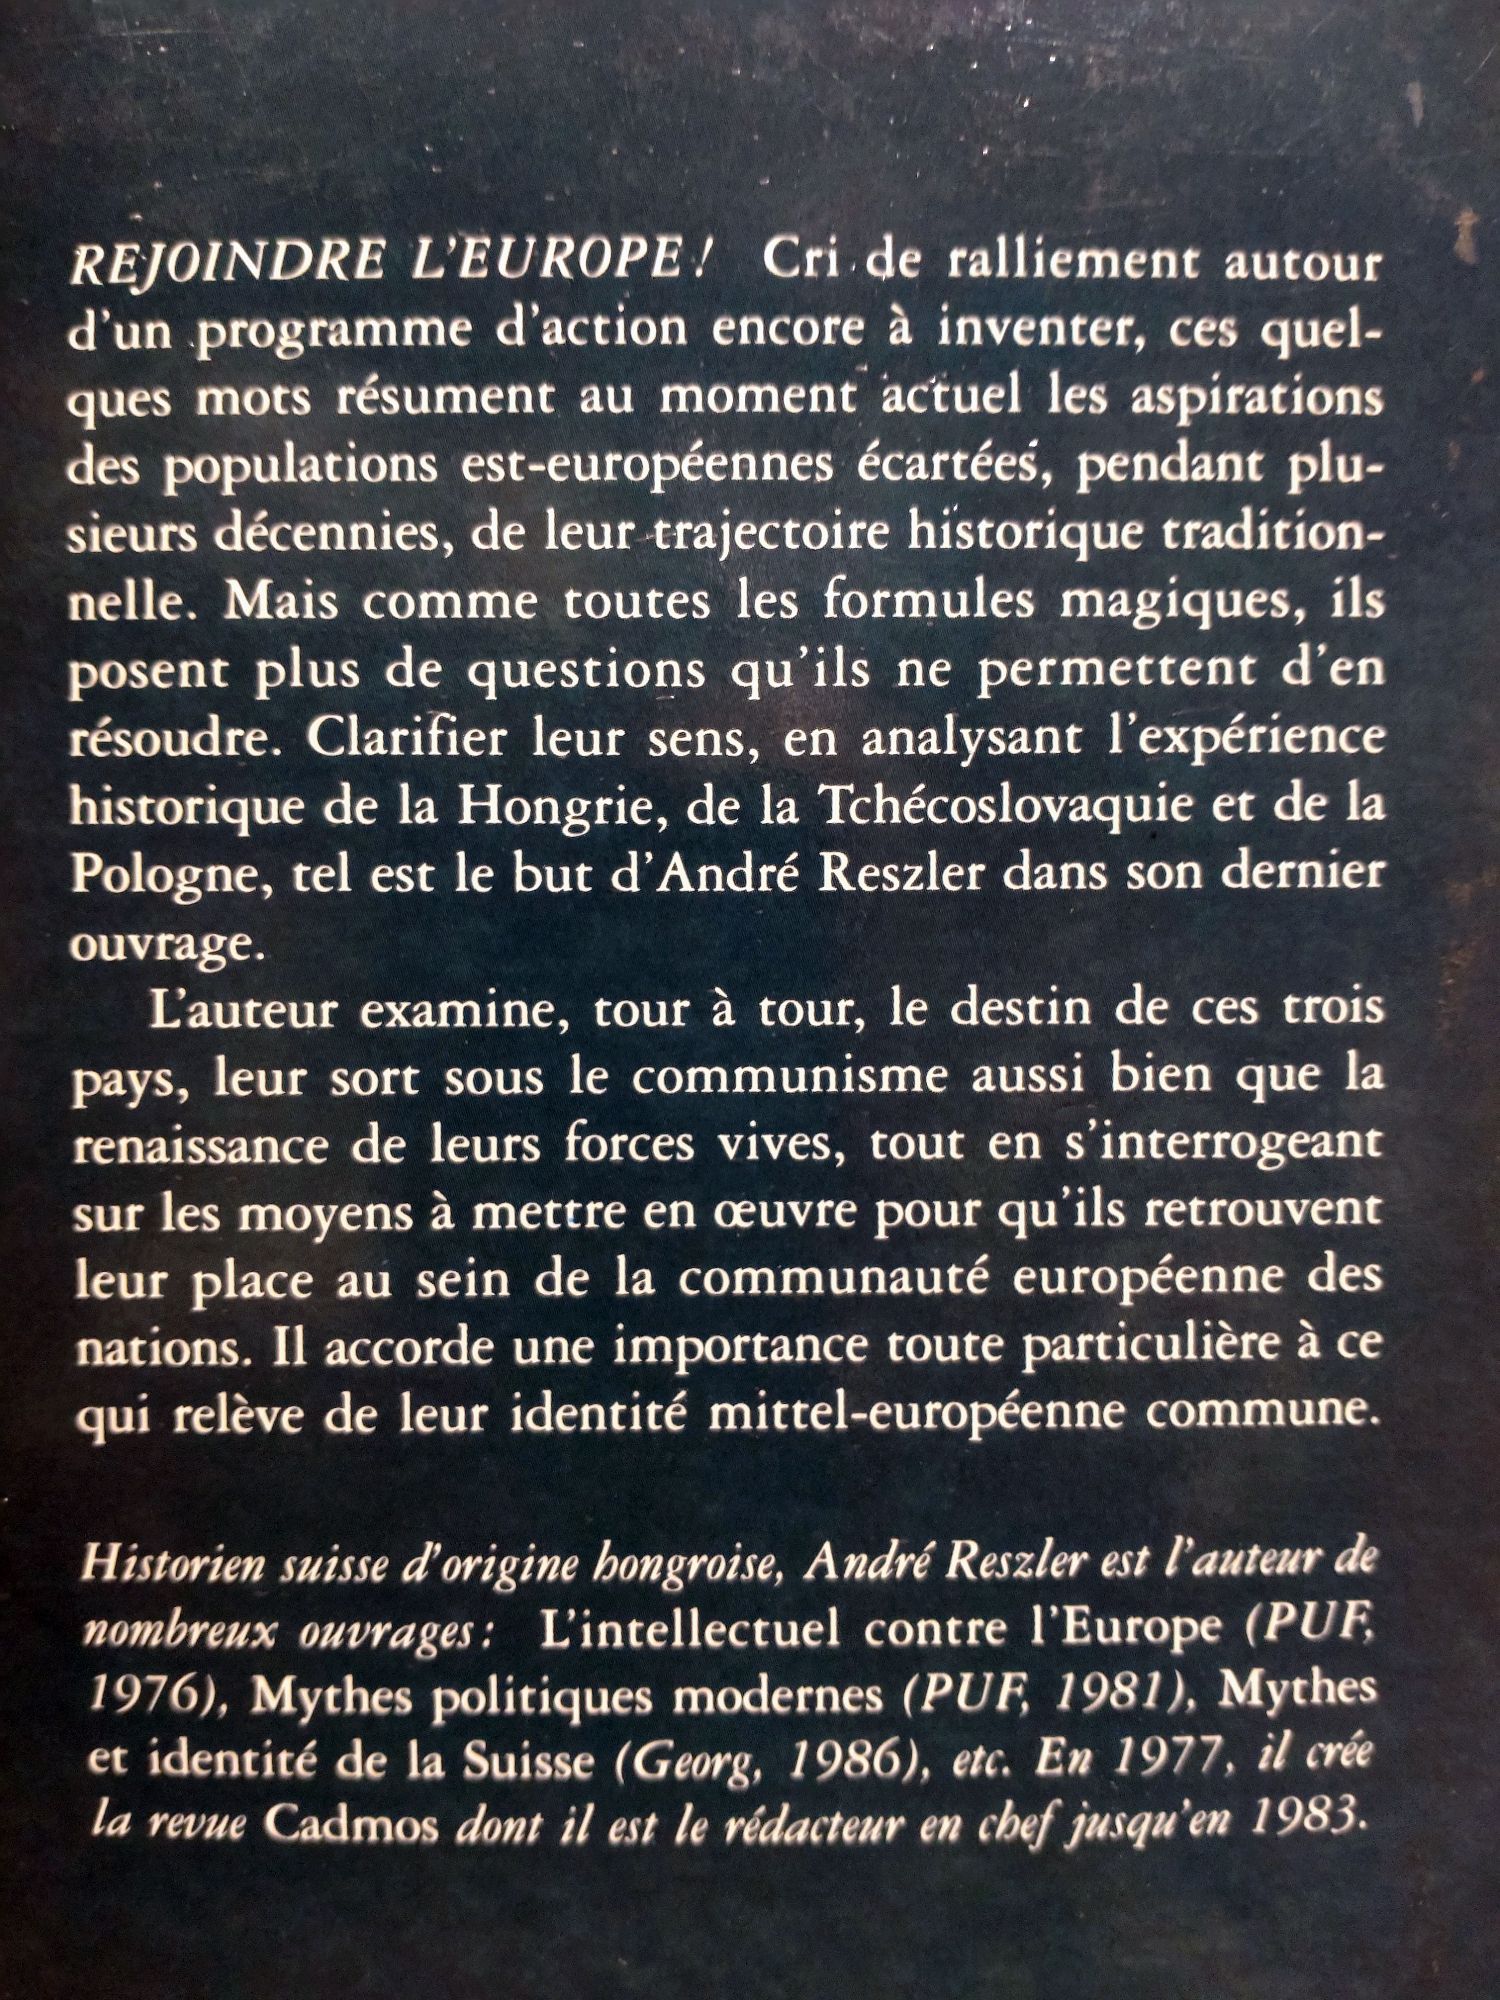 REJOINDRE L'EUROPE! Cri de ralliement autour
d'un programme d'action encore à inventer, ces quel-
ques mots résument au moment actuel les aspirations
des populations est-européennes écartées, pendant plu-
sieurs décennies, de leur trajectoire historique tradition-
nelle. Mais comme toutes les formules magiques, ils
posent plus de questions qu'ils ne permettent d'en
résoudre. Clarifier leur sens, en analysant l'expérience
historique de la Hongrie, de la Tchécoslovaquie et de la
Pologne, tel est le but d'André Reszler dans son dernier
ouvrage.
L'auteur examine, tour à tour, le destin de ces trois
pays, leur sort sous le communisme aussi bien que la
renaissance de leurs forces vives, tout en s'interrogeant
sur les moyens à mettre en œuvre pour qu'ils retrouvent
leur place au sein de la communauté européenne des
nations. Il accorde une importance toute particulière à ce
qui relève de leur identité mittel-européenne commune.
Historien suisse d'origine hongroise, André Reszler est l'auteur de
nombreux ouvrages: L'intellectuel contre l'Europe (PUF,
1976), Mythes politiques modernes (PUF, 1981), Mythes
et identité de la Suisse (Georg, 1986), etc. En 1977, il crée
la revue Cadmos dont il est le rédacteur en chef jusqu'en 1983.